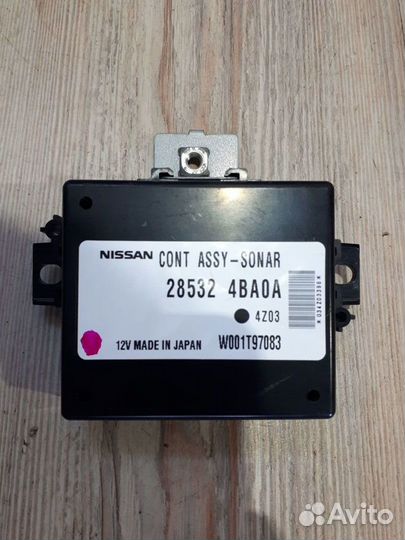 NISSAN CONT ASSY-SONAR
28532 4BA0A
4Z03
12V MADE IN JAPAN W001T97083
Avito